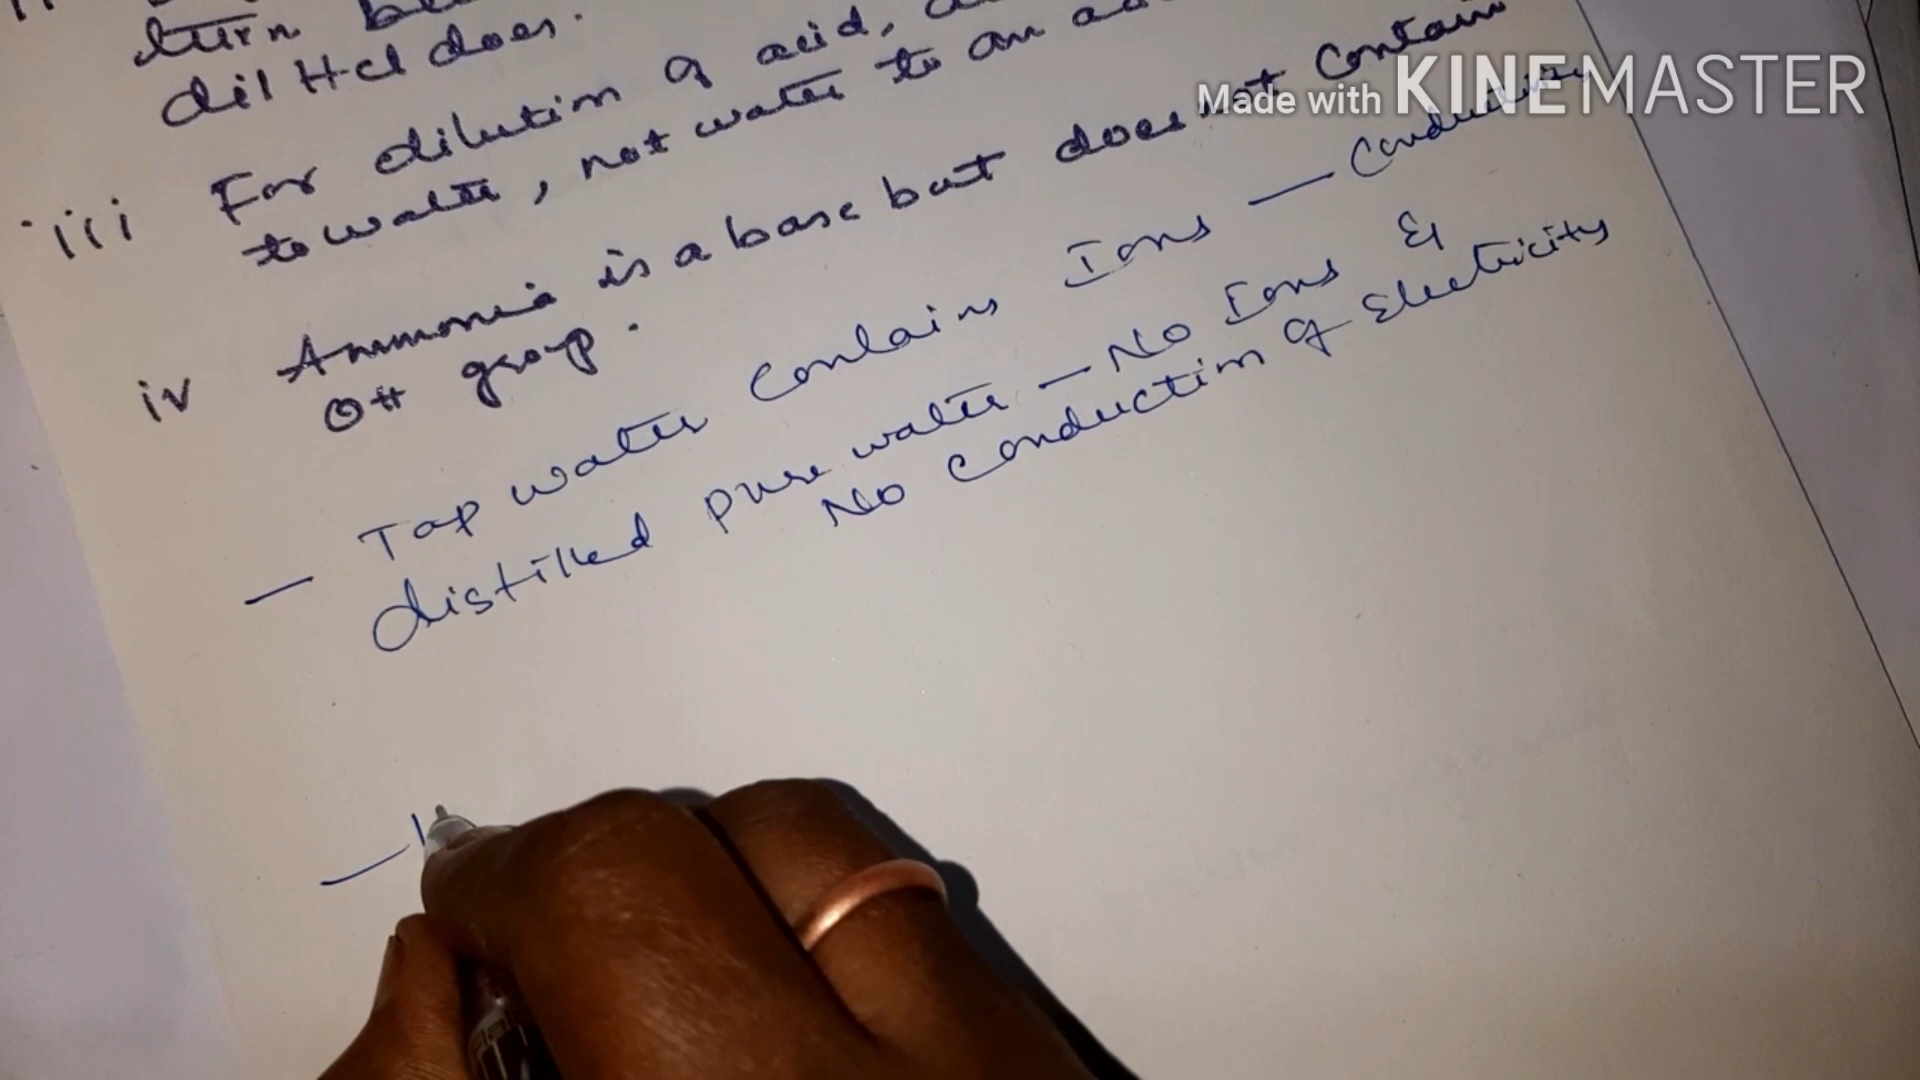 turn
dil Hcl does.
iii For dilution of acid,
to water, not water to an
iv Ammonia is a base but does not contain
OH group.
— Tap water contains Ions — conduction
distilled pure water — No Ions &
No conduction of Electricity
—
Made with KINEMASTER